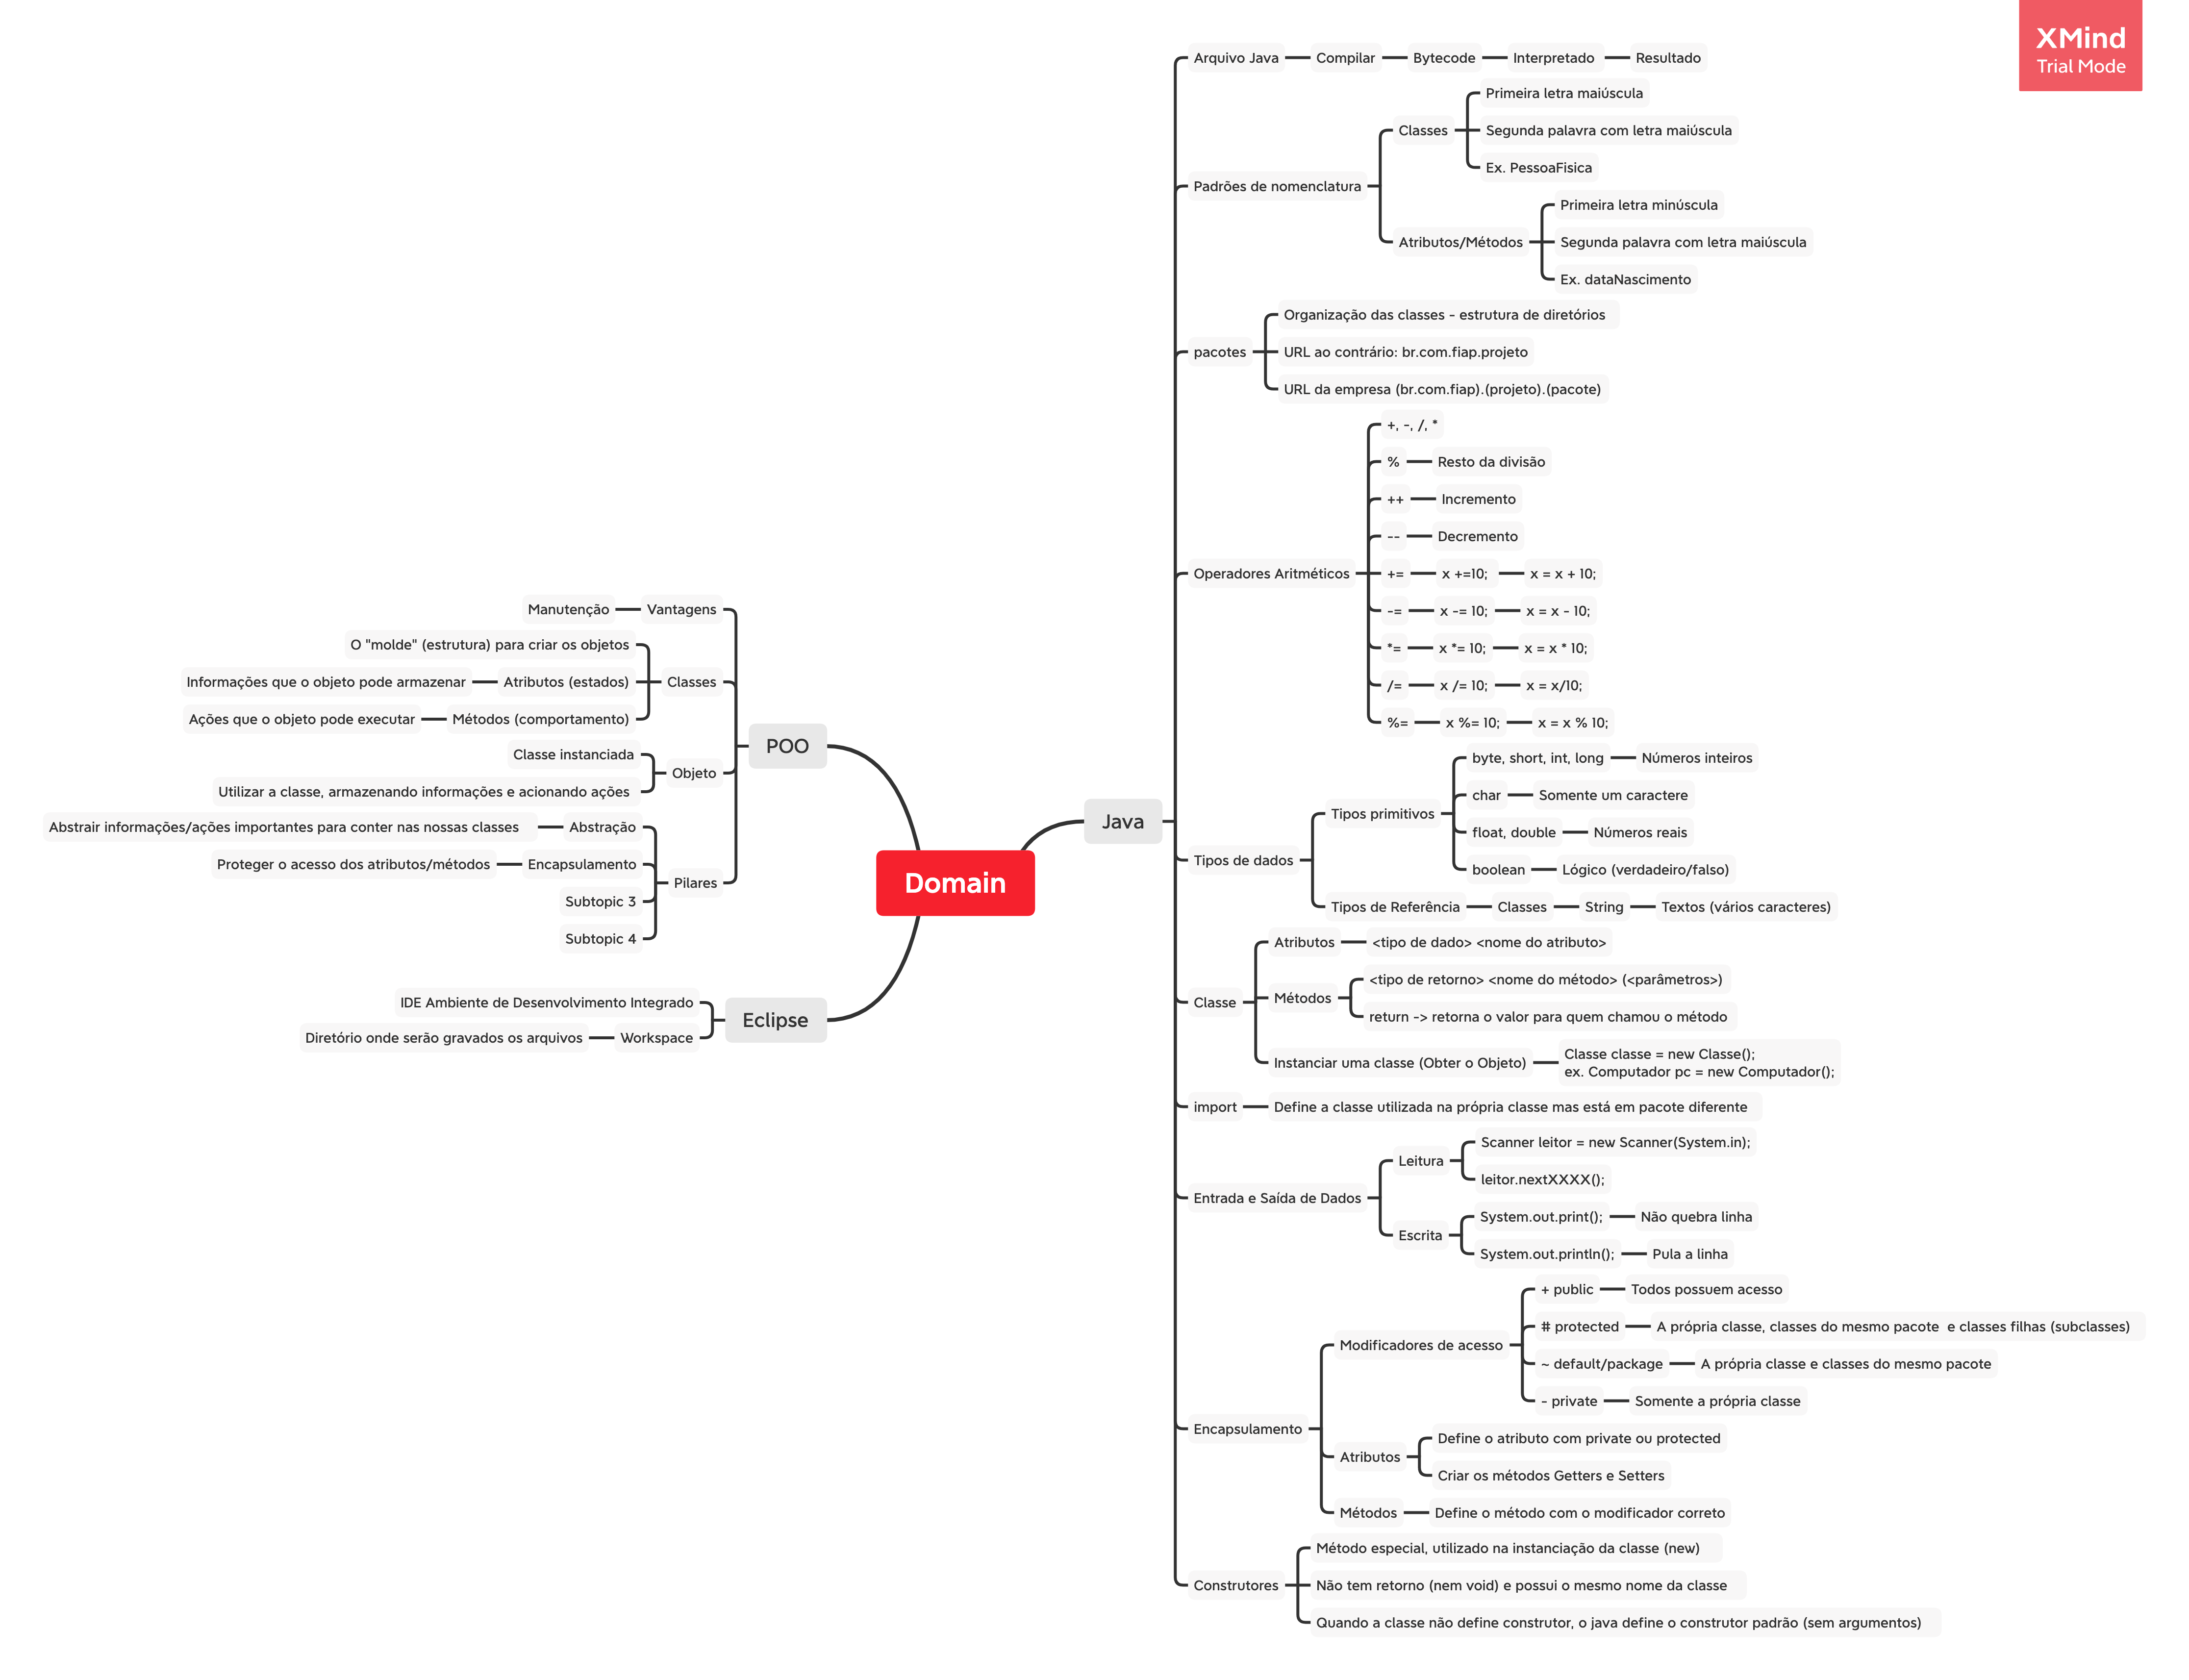 XMind
Trial Mode
Domain
POO
Vantagens
Manutenção
Classes
O "molde" (estrutura) para criar os objetos
Atributos (estados)
Informações que o objeto pode armazenar
Métodos (comportamento)
Ações que o objeto pode executar
Objeto
Classe instanciada
Utilizar a classe, armazenando informações e acionando ações
Pilares
Abstração
Abstrair informações/ações importantes para conter nas nossas classes
Encapsulamento
Proteger o acesso dos atributos/métodos
Subtopic 3
Subtopic 4
Eclipse
IDE Ambiente de Desenvolvimento Integrado
Workspace
Diretório onde serão gravados os arquivos
Java
Arquivo Java
Compilar
Bytecode
Interpretado
Resultado
Padrões de nomenclatura
Classes
Primeira letra maiúscula
Segunda palavra com letra maiúscula
Ex. PessoaFisica
Atributos/Métodos
Primeira letra minúscula
Segunda palavra com letra maiúscula
Ex. dataNascimento
pacotes
Organização das classes - estrutura de diretórios
URL ao contrário: br.com.fiap.projeto
URL da empresa (br.com.fiap).(projeto).(pacote)
Operadores Aritméticos
+, -, /, *
%
Resto da divisão
++
Incremento
--
Decremento
+=
x +=10;
x = x + 10;
-=
x -= 10;
x = x - 10;
*=
x *= 10;
x = x * 10;
/=
x /= 10;
x = x/10;
%=
x %= 10;
x = x % 10;
Tipos de dados
Tipos primitivos
byte, short, int, long
Números inteiros
char
Somente um caractere
float, double
Números reais
boolean
Lógico (verdadeiro/falso)
Tipos de Referência
Classes
String
Textos (vários caracteres)
Classe
Atributos
<tipo de dado> <nome do atributo>
Métodos
<tipo de retorno> <nome do método> (<parâmetros>)
return -> retorna o valor para quem chamou o método
Instanciar uma classe (Obter o Objeto)
Classe classe = new Classe();
ex. Computador pc = new Computador();
import
Define a classe utilizada na própria classe mas está em pacote diferente
Entrada e Saída de Dados
Leitura
Scanner leitor = new Scanner(System.in);
leitor.nextXXXX();
Escrita
System.out.print();
Não quebra linha
System.out.println();
Pula a linha
Encapsulamento
Modificadores de acesso
+ public
Todos possuem acesso
# protected
A própria classe, classes do mesmo pacote e classes filhas (subclasses)
~ default/package
A própria classe e classes do mesmo pacote
- private
Somente a própria classe
Atributos
Define o atributo com private ou protected
Criar os métodos Getters e Setters
Métodos
Define o método com o modificador correto
Construtores
Método especial, utilizado na instanciação da classe (new)
Não tem retorno (nem void) e possui o mesmo nome da classe
Quando a classe não define construtor, o java define o construtor padrão (sem argumentos)